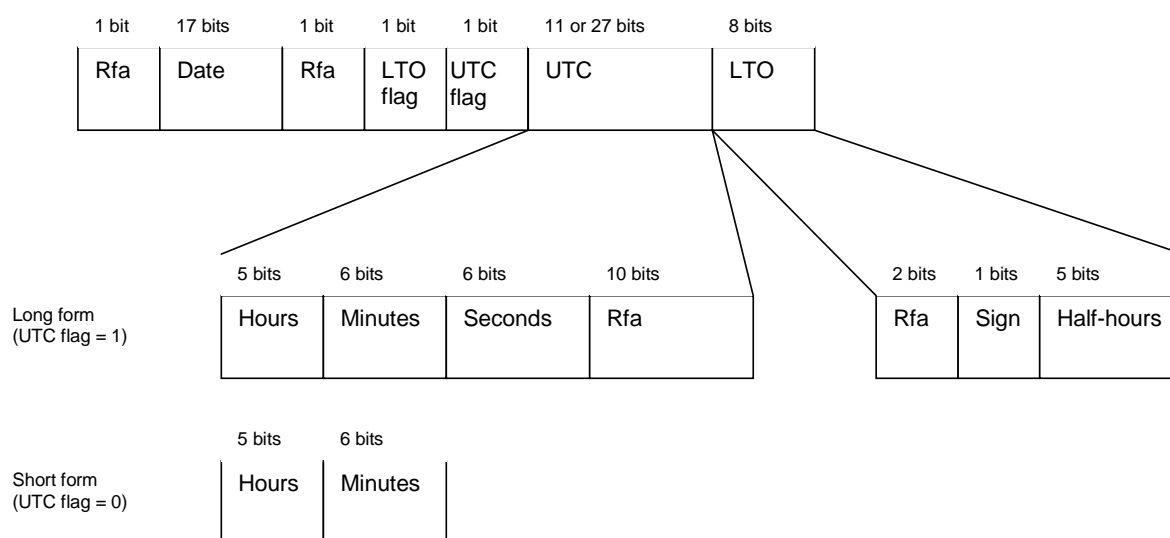 1 bit 17 bits 1 bit 1 bit 1 bit 11 or 27 bits 8 bits
Rfa Date Rfa LTO flag UTC flag UTC LTO
5 bits 6 bits 6 bits 10 bits 2 bits 1 bits 5 bits
Long form
(UTC flag = 1)
Hours Minutes Seconds Rfa Rfa Sign Half-hours
5 bits 6 bits
Short form
(UTC flag = 0)
Hours Minutes